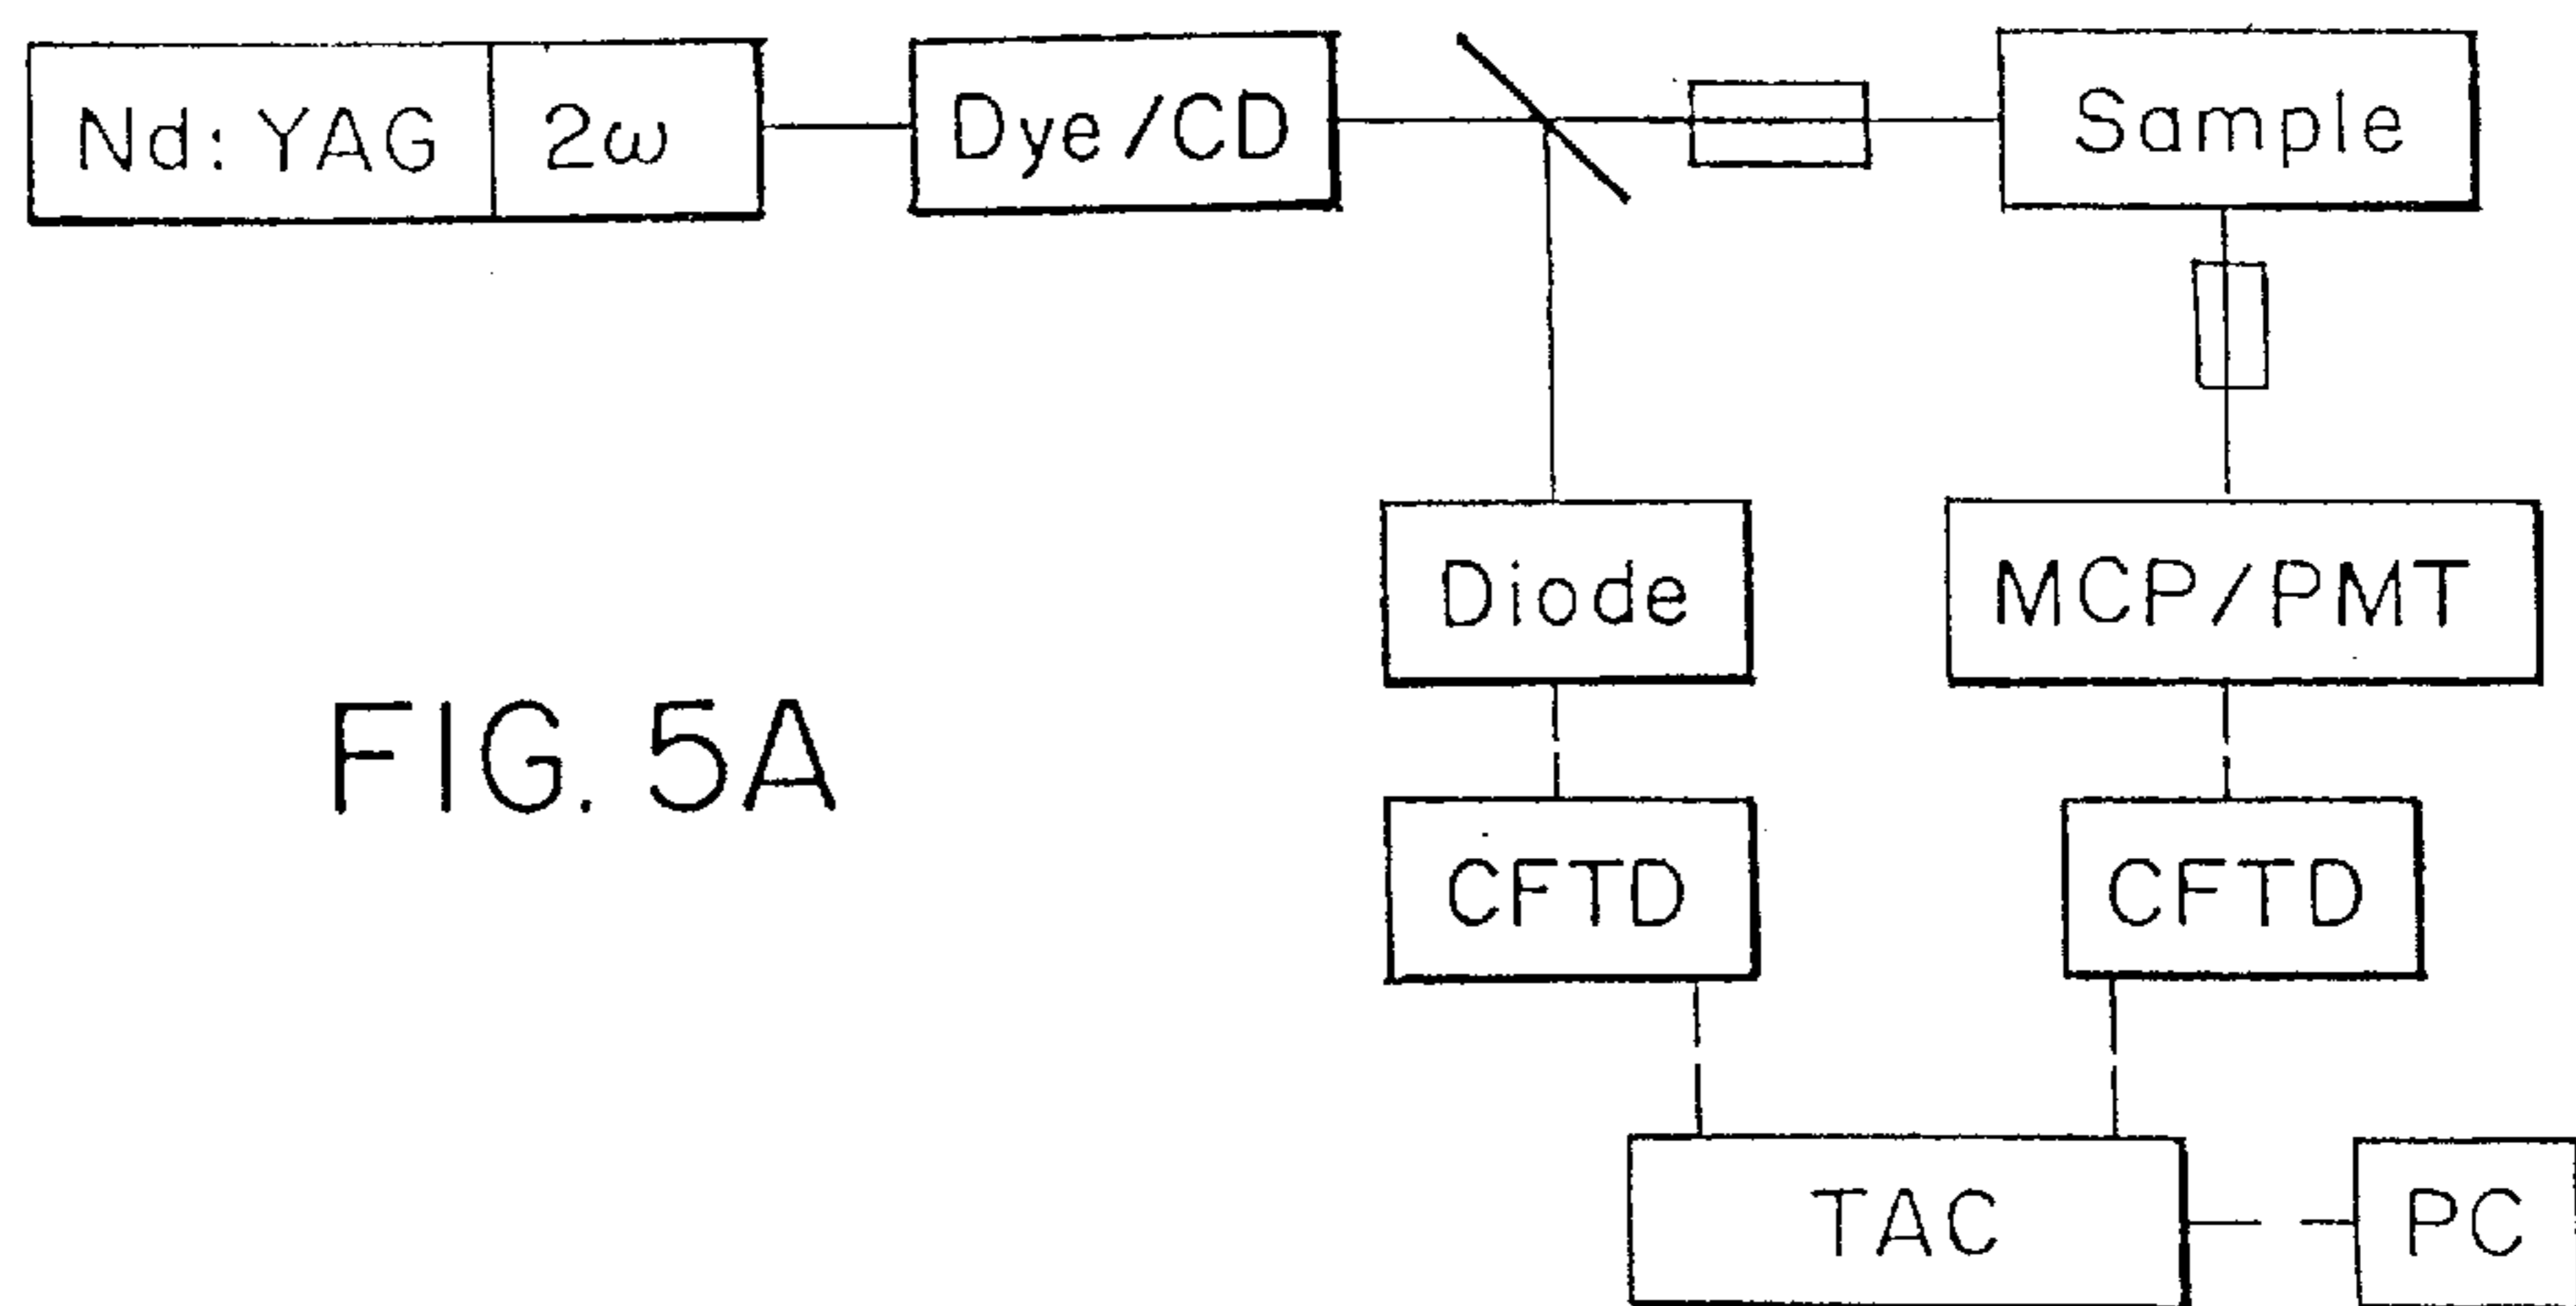 Nd: YAG 2ω Dye/CD Sample
Diode MCP/PMT
FIG. 5A
CFTD CFTD
TAC PC